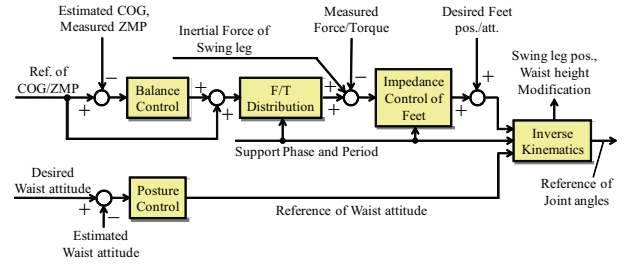 Estimated COG,
Measured ZMP
Inertial Force of
Swing leg
Measured
Force/Torque
Desired Feet
pos./att.
Swing leg pos.,
Waist height
Modification
Ref. of
COG/ZMP
Balance
Control
F/T
Distribution
Impedance
Control of
Feet
Inverse
Kinematics
Support Phase and Period
Reference of
Joint angles
Desired
Waist attitude
Posture
Control
Reference of Waist attitude
Estimated
Waist attitude